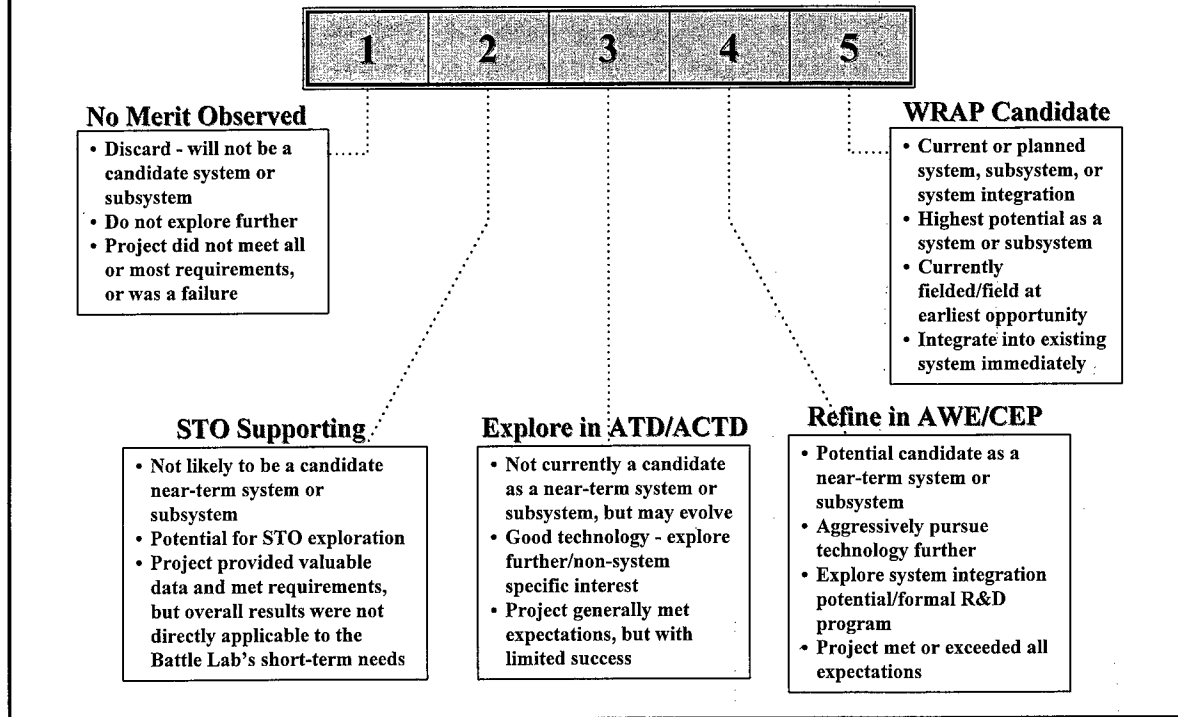 1 2 3 4 5
No Merit Observed
• Discard - will not be a
candidate system or
subsystem
• Do not explore further
• Project did not meet all
or most requirements,
or was a failure
WRAP Candidate
• Current or planned
system, subsystem, or
system integration
• Highest potential as a
system or subsystem
• Currently
fielded/field at
earliest opportunity
• Integrate into existing
system immediately
STO Supporting
• Not likely to be a candidate
near-term system or
subsystem
• Potential for STO exploration
• Project provided valuable
data and met requirements,
but overall results were not
directly applicable to the
Battle Lab's short-term needs
Explore in ATD/ACTD
• Not currently a candidate
as a near-term system or
subsystem, but may evolve
• Good technology - explore
further/non-system
specific interest
• Project generally met
expectations, but with
limited success
Refine in AWE/CEP
• Potential candidate as a
near-term system or
subsystem
• Aggressively pursue
technology further
• Explore system integration
potential/formal R&D
program
• Project met or exceeded all
expectations